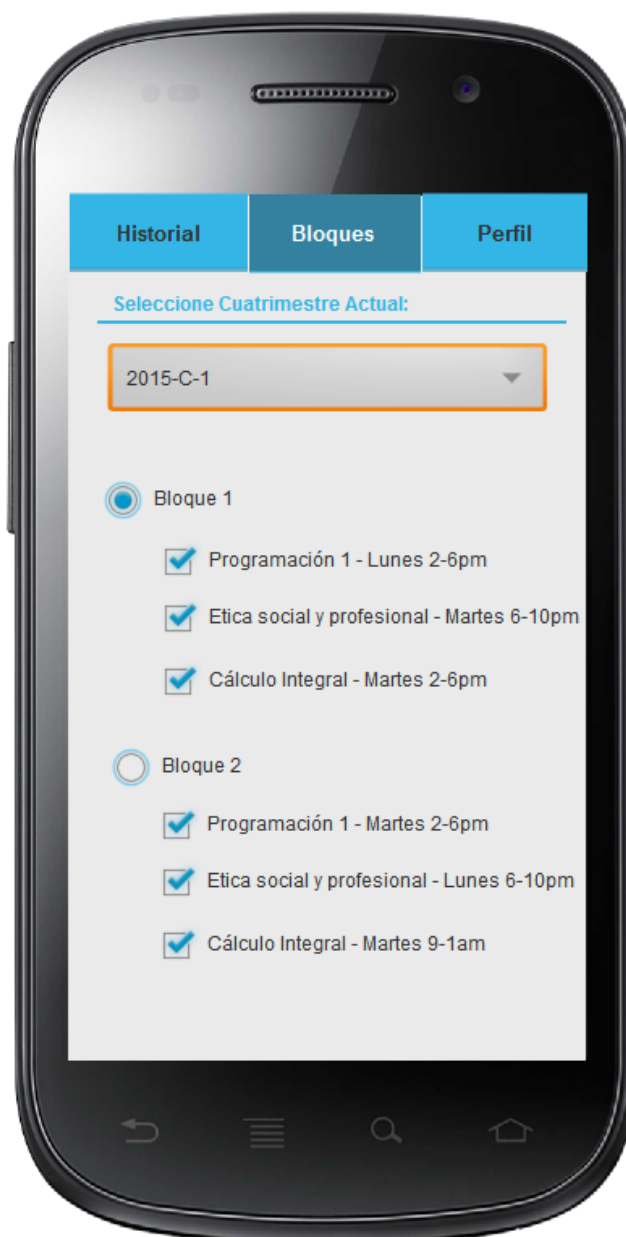 Historial Bloques Perfil
Seleccione Cuatrimestre Actual:
2015-C-1
Bloque 1
Programación 1 - Lunes 2-6pm
Etica social y profesional - Martes 6-10pm
Cálculo Integral - Martes 2-6pm
Bloque 2
Programación 1 - Martes 2-6pm
Etica social y profesional - Lunes 6-10pm
Cálculo Integral - Martes 9-1am